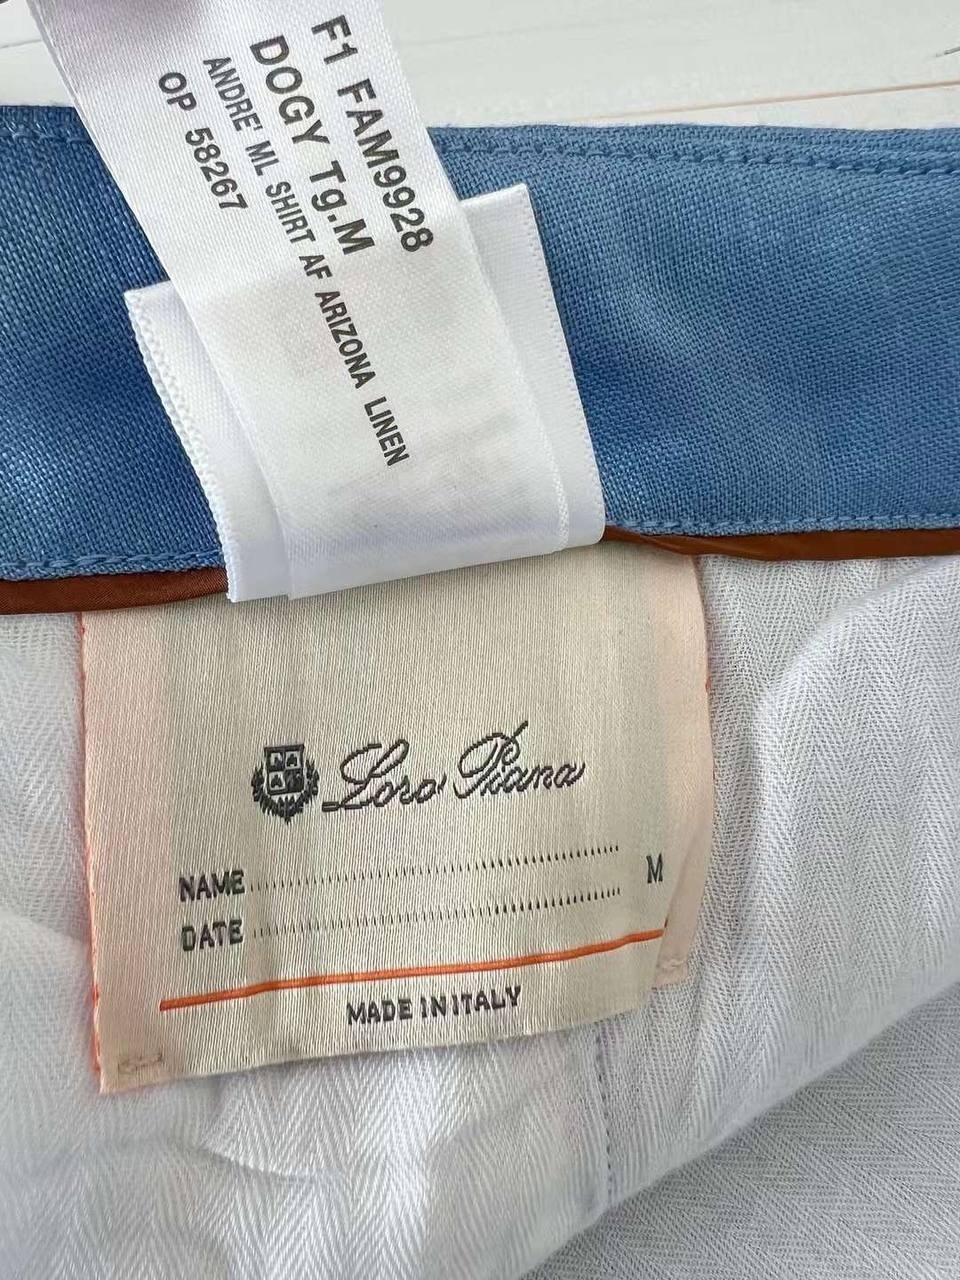 F1 FAM9928
DOGY Tg.M
ANDRE' ML SHIRT AF ARIZONA LINEN
OP 58267
Loro Piana
NAME
M
DATE
MADE IN ITALY